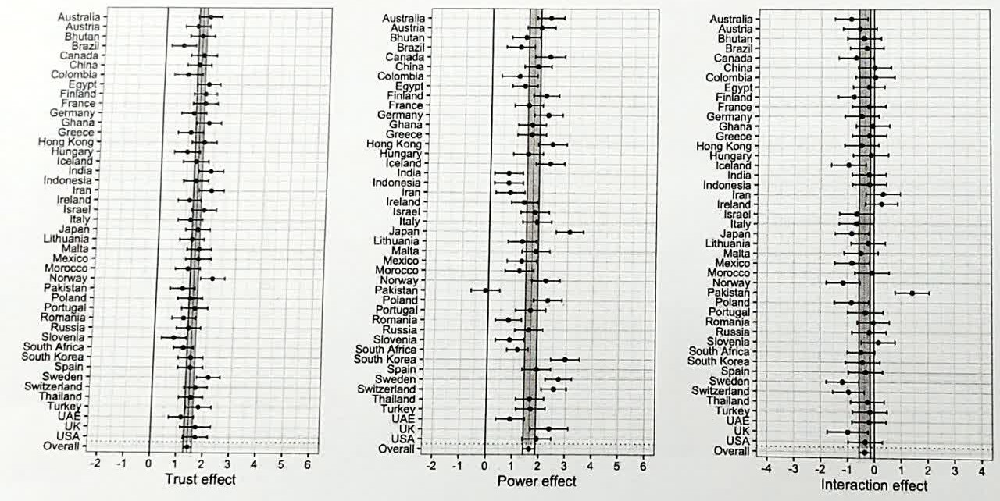 Australia
Austria
Bhutan
Brazil
Canada
China
Colombia
Egypt
Finland
France
Germany
Ghana
Greece
Hong Kong
Hungary
Iceland
India
Indonesia
Iran
Ireland
Israel
Italy
Japan
Lithuania
Malta
Mexico
Morocco
Norway
Pakistan
Poland
Portugal
Romania
Russia
Slovenia
South Africa
South Korea
Spain
Sweden
Switzerland
Thailand
Turkey
UAE
UK
USA
Overall
-2 -1 0 1 2 3 4 5 6
Trust effect
Australia
Austria
Bhutan
Brazil
Canada
China
Colombia
Egypt
Finland
France
Germany
Ghana
Greece
Hong Kong
Hungary
Iceland
India
Indonesia
Iran
Ireland
Israel
Italy
Japan
Lithuania
Malta
Mexico
Morocco
Norway
Pakistan
Poland
Portugal
Romania
Russia
Slovenia
South Africa
South Korea
Spain
Sweden
Switzerland
Thailand
Turkey
UAE
UK
USA
Overall
-2 -1 0 1 2 3 4 5 6
Power effect
Australia
Austria
Bhutan
Brazil
Canada
China
Colombia
Egypt
Finland
France
Germany
Ghana
Greece
Hong Kong
Hungary
Iceland
India
Indonesia
Iran
Ireland
Israel
Italy
Japan
Lithuania
Malta
Mexico
Morocco
Norway
Pakistan
Poland
Portugal
Romania
Russia
Slovenia
South Africa
South Korea
Spain
Sweden
Switzerland
Thailand
Turkey
UAE
UK
USA
Overall
-4 -3 -2 -1 0 1 2 3 4
Interaction effect